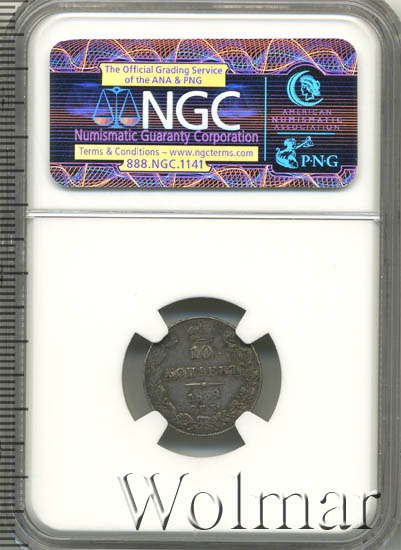 The Official Grading Service
of the ANA & PNG
NGC
Numismatic Guaranty Corporation
Terms & Conditions – www.ngcterms.com
888.NGC.1141
AMERICAN
NUMISMATIC
ASSOCIATION
PNG
10
КОПѢЕКЪ
Wolmar